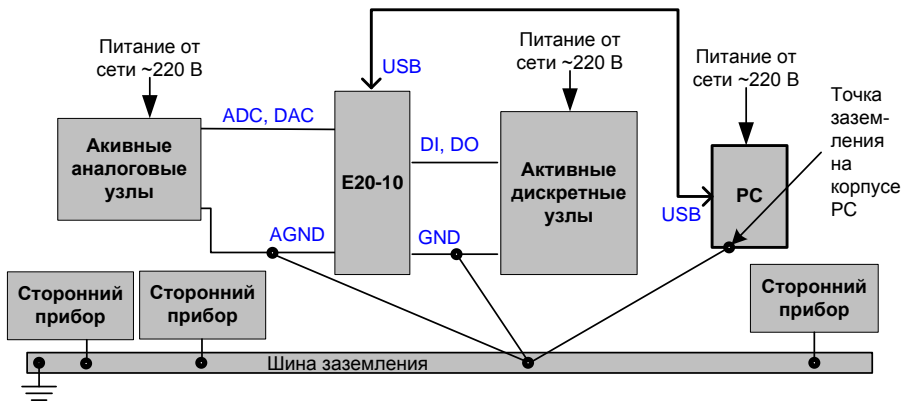 Питание от
сети ~220 В
USB
Питание от
сети ~220 В
Питание от
сети ~220 В
Точка
зазем-
ления
на
корпусе
PC
ADC, DAC
Акивные
аналоговые
узлы
E20-10
DI, DO
Активные
дискретные
узлы
USB
PC
AGND
GND
Сторонний
прибор
Сторонний
прибор
Сторонний
прибор
Шина заземления